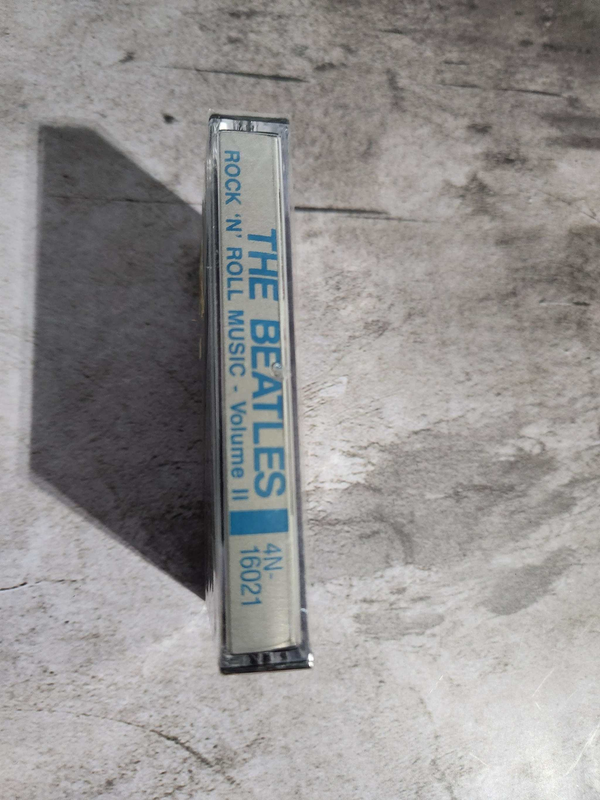 THE BEATLES
ROCK 'N' ROLL MUSIC - Volume II
4N-
16021